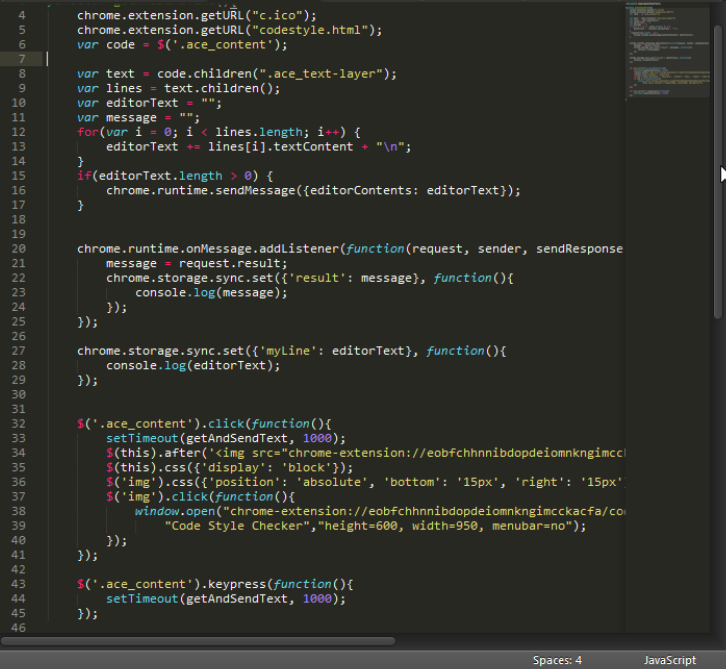 4 chrome.extension.getURL("c.ico");
5 chrome.extension.getURL("codestyle.html");
6 var code = $('.ace_content');
7
8 var text = code.children(".ace_text-layer");
9 var lines = text.children();
10 var editorText = "";
11 var message = "";
12 for(var i = 0; i < lines.length; i++) {
13 editorText += lines[i].textContent + "\n";
14 }
15 if(editorText.length > 0) {
16 chrome.runtime.sendMessage({editorContents: editorText});
17 }
18
19
20 chrome.runtime.onMessage.addListener(function(request, sender, sendResponse
21 message = request.result;
22 chrome.storage.sync.set({'result': message}, function(){
23 console.log(message);
24 });
25 });
26
27 chrome.storage.sync.set({'myLine': editorText}, function(){
28 console.log(editorText);
29 });
30
31
32 $('.ace_content').click(function(){
33 setTimeout(getAndSendText, 1000);
34 $(this).after('<img src="chrome-extension://eobfchhnnibdopdeiomnkngimcc
35 $(this).css({'display': 'block'});
36 $('img').css({'position': 'absolute', 'bottom': '15px', 'right': '15px'
37 $('img').click(function(){
38 window.open("chrome-extension://eobfchhnnibdopdeiomnkngimcckacfa/co
39 "Code Style Checker","height=600, width=950, menubar=no");
40 });
41 });
42
43 $('.ace_content').keypress(function(){
44 setTimeout(getAndSendText, 1000);
45 });
46
Spaces: 4 JavaScript